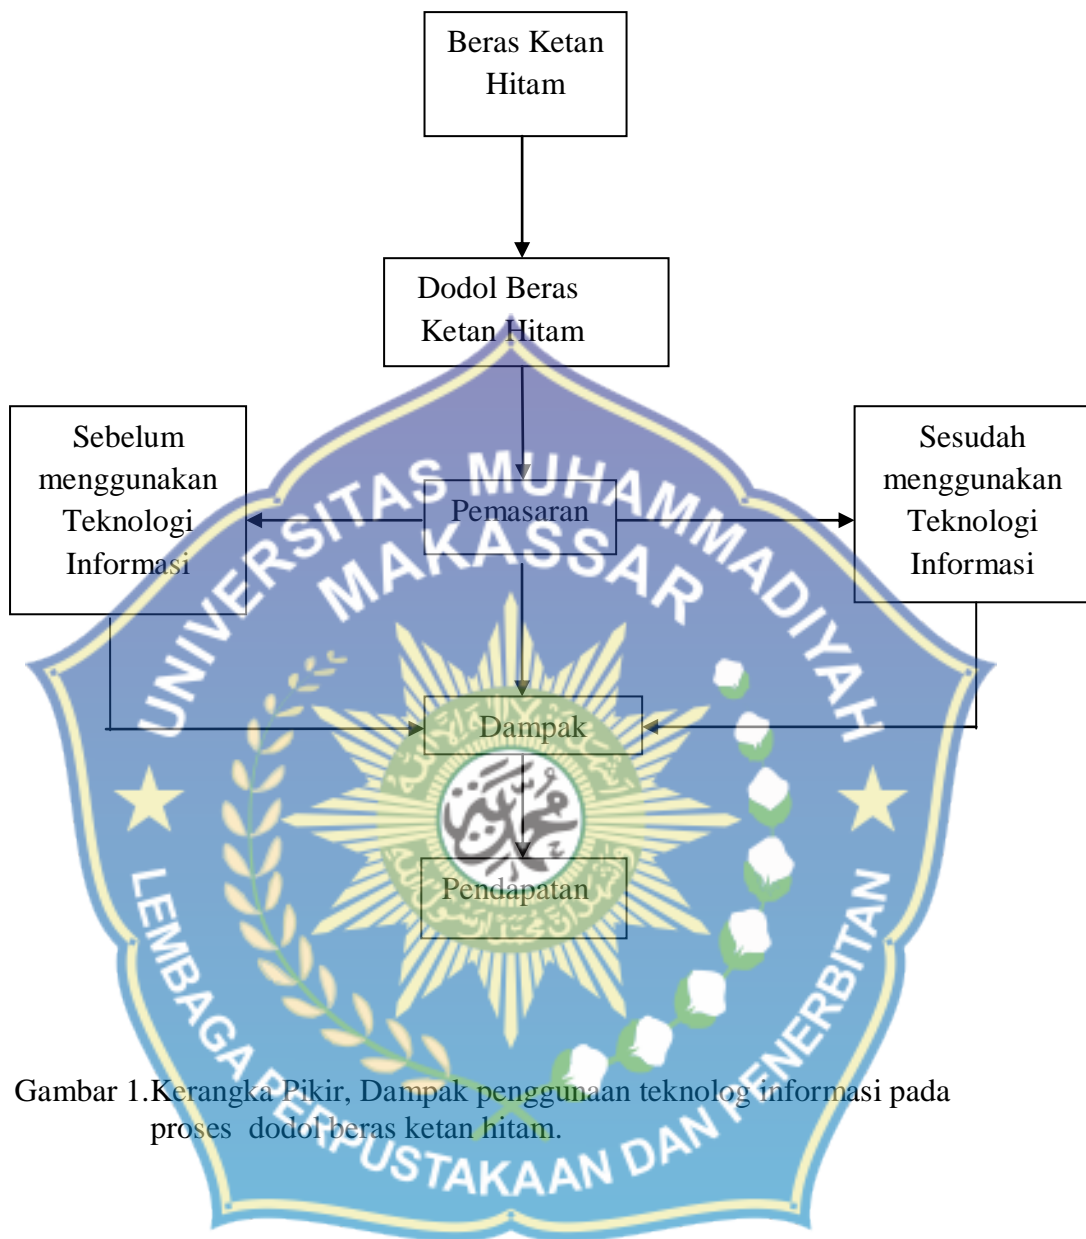 Beras Ketan
Hitam
Dodol Beras
Ketan Hitam
Sebelum
menggunakan
Teknologi
Informasi
Pemasaran
Sesudah
menggunakan
Teknologi
Informasi
Dampak
Pendapatan
UNIVERSITAS MUHAMMADIYAH
MAKASSAR
محمد
LEMBAGA PERPUSTAKAAN DAN PENERBITAN
Gambar 1.Kerangka Pikir, Dampak penggunaan teknolog informasi pada
proses dodol beras ketan hitam.